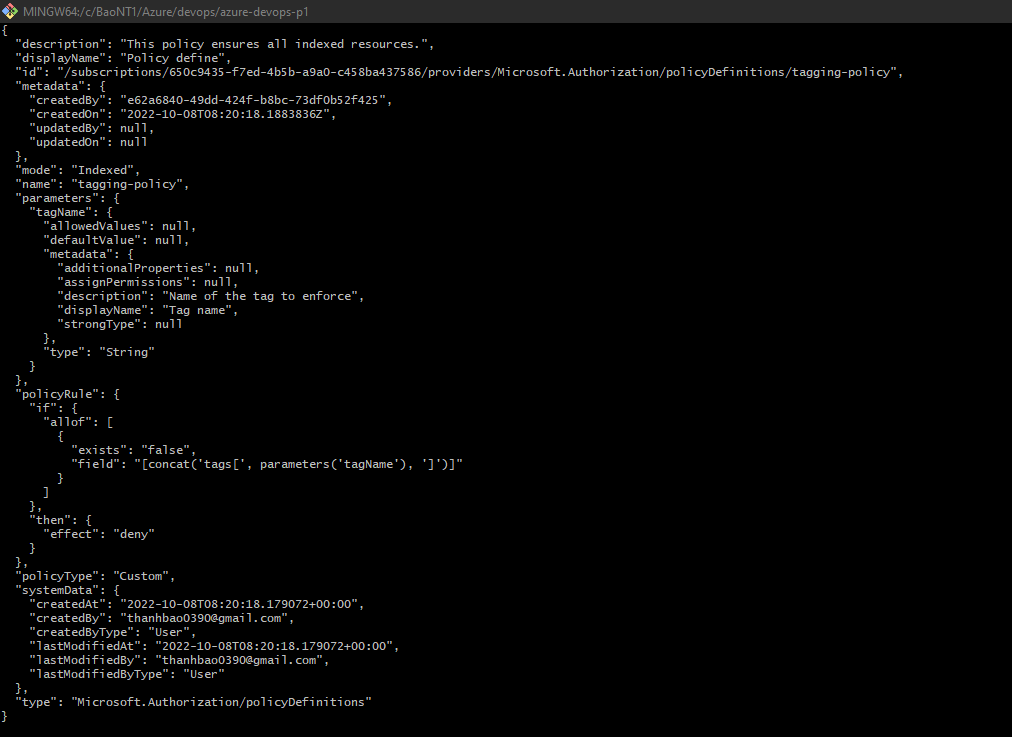 MINGW64:/c/BaoNT1/Azure/devops/azure-devops-p1
{
  "description": "This policy ensures all indexed resources.",
  "displayName": "Policy define",
  "id": "/subscriptions/650c9435-f7ed-4b5b-a9a0-c458ba437586/providers/Microsoft.Authorization/policyDefinitions/tagging-policy",
  "metadata": {
    "createdBy": "e62a6840-49dd-424f-b8bc-73df0b52f425",
    "createdOn": "2022-10-08T08:20:18.1883836Z",
    "updatedBy": null,
    "updatedOn": null
  },
  "mode": "Indexed",
  "name": "tagging-policy",
  "parameters": {
    "tagName": {
      "allowedValues": null,
      "defaultValue": null,
      "metadata": {
        "additionalProperties": null,
        "assignPermissions": null,
        "description": "Name of the tag to enforce",
        "displayName": "Tag name",
        "strongType": null
      },
      "type": "String"
    }
  },
  "policyRule": {
    "if": {
      "allof": [
        {
          "exists": "false",
          "field": "[concat('tags[', parameters('tagName'), ']')]"
        }
      ]
    },
    "then": {
      "effect": "deny"
    }
  },
  "policyType": "Custom",
  "systemData": {
    "createdAt": "2022-10-08T08:20:18.179072+00:00",
    "createdBy": "thanhbao0390@gmail.com",
    "createdByType": "User",
    "lastModifiedAt": "2022-10-08T08:20:18.179072+00:00",
    "lastModifiedBy": "thanhbao0390@gmail.com",
    "lastModifiedByType": "User"
  },
  "type": "Microsoft.Authorization/policyDefinitions"
}